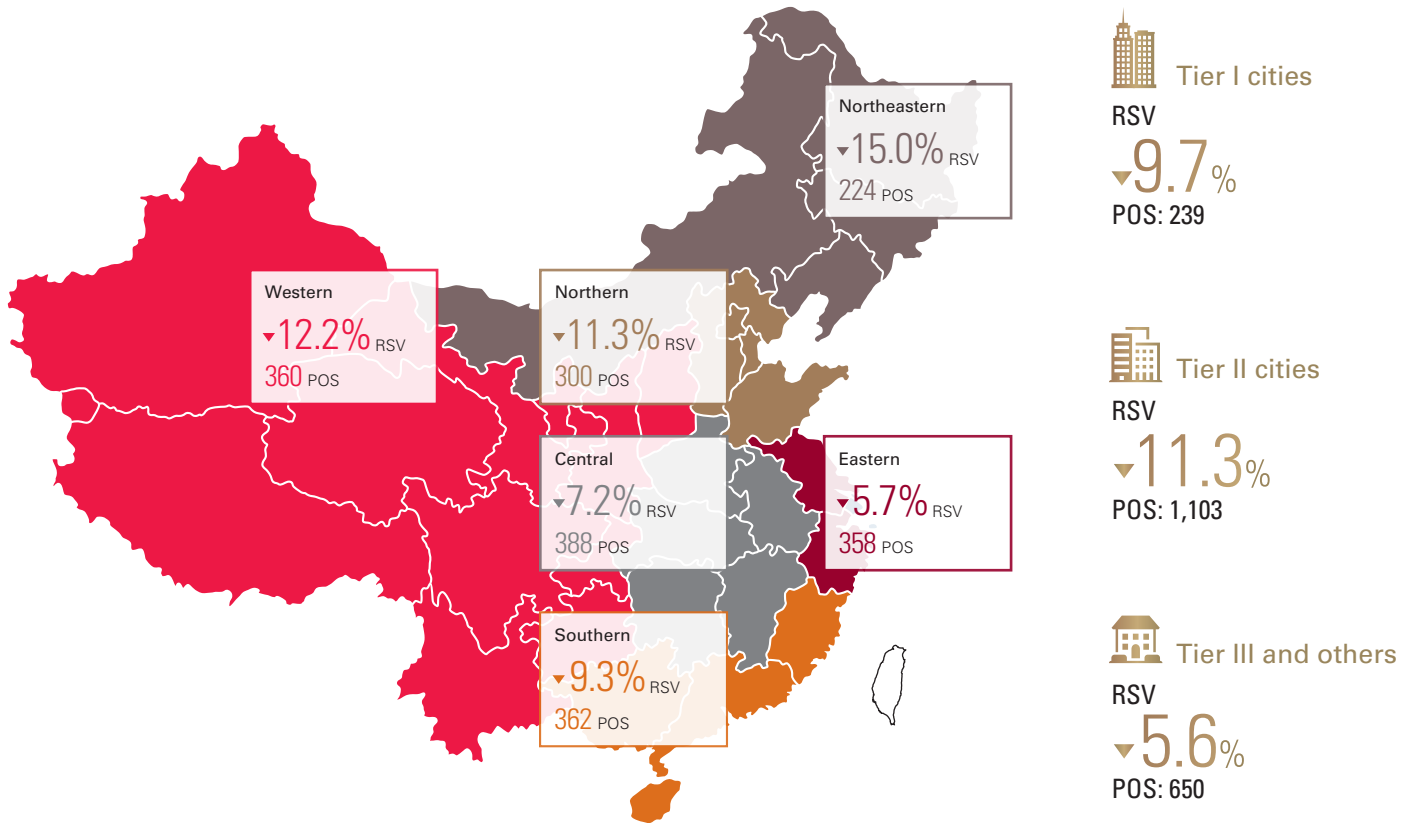 Northeastern
▼15.0% RSV
224 POS
Western
▼12.2% RSV
360 POS
Northern
▼11.3% RSV
300 POS
Central
▼7.2% RSV
388 POS
Eastern
▼5.7% RSV
358 POS
Southern
▼9.3% RSV
362 POS
Tier I cities
RSV
▼9.7%
POS: 239
Tier II cities
RSV
▼11.3%
POS: 1,103
Tier III and others
RSV
▼5.6%
POS: 650